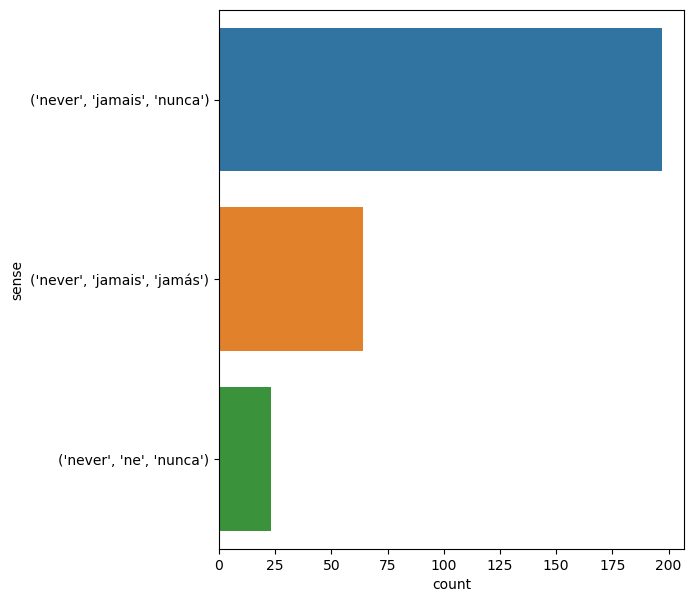 ('never', 'jamais', 'nunca')
('never', 'jamais', 'jamás')
('never', 'ne', 'nunca')
sense
0 25 50 75 100 125 150 175 200
count